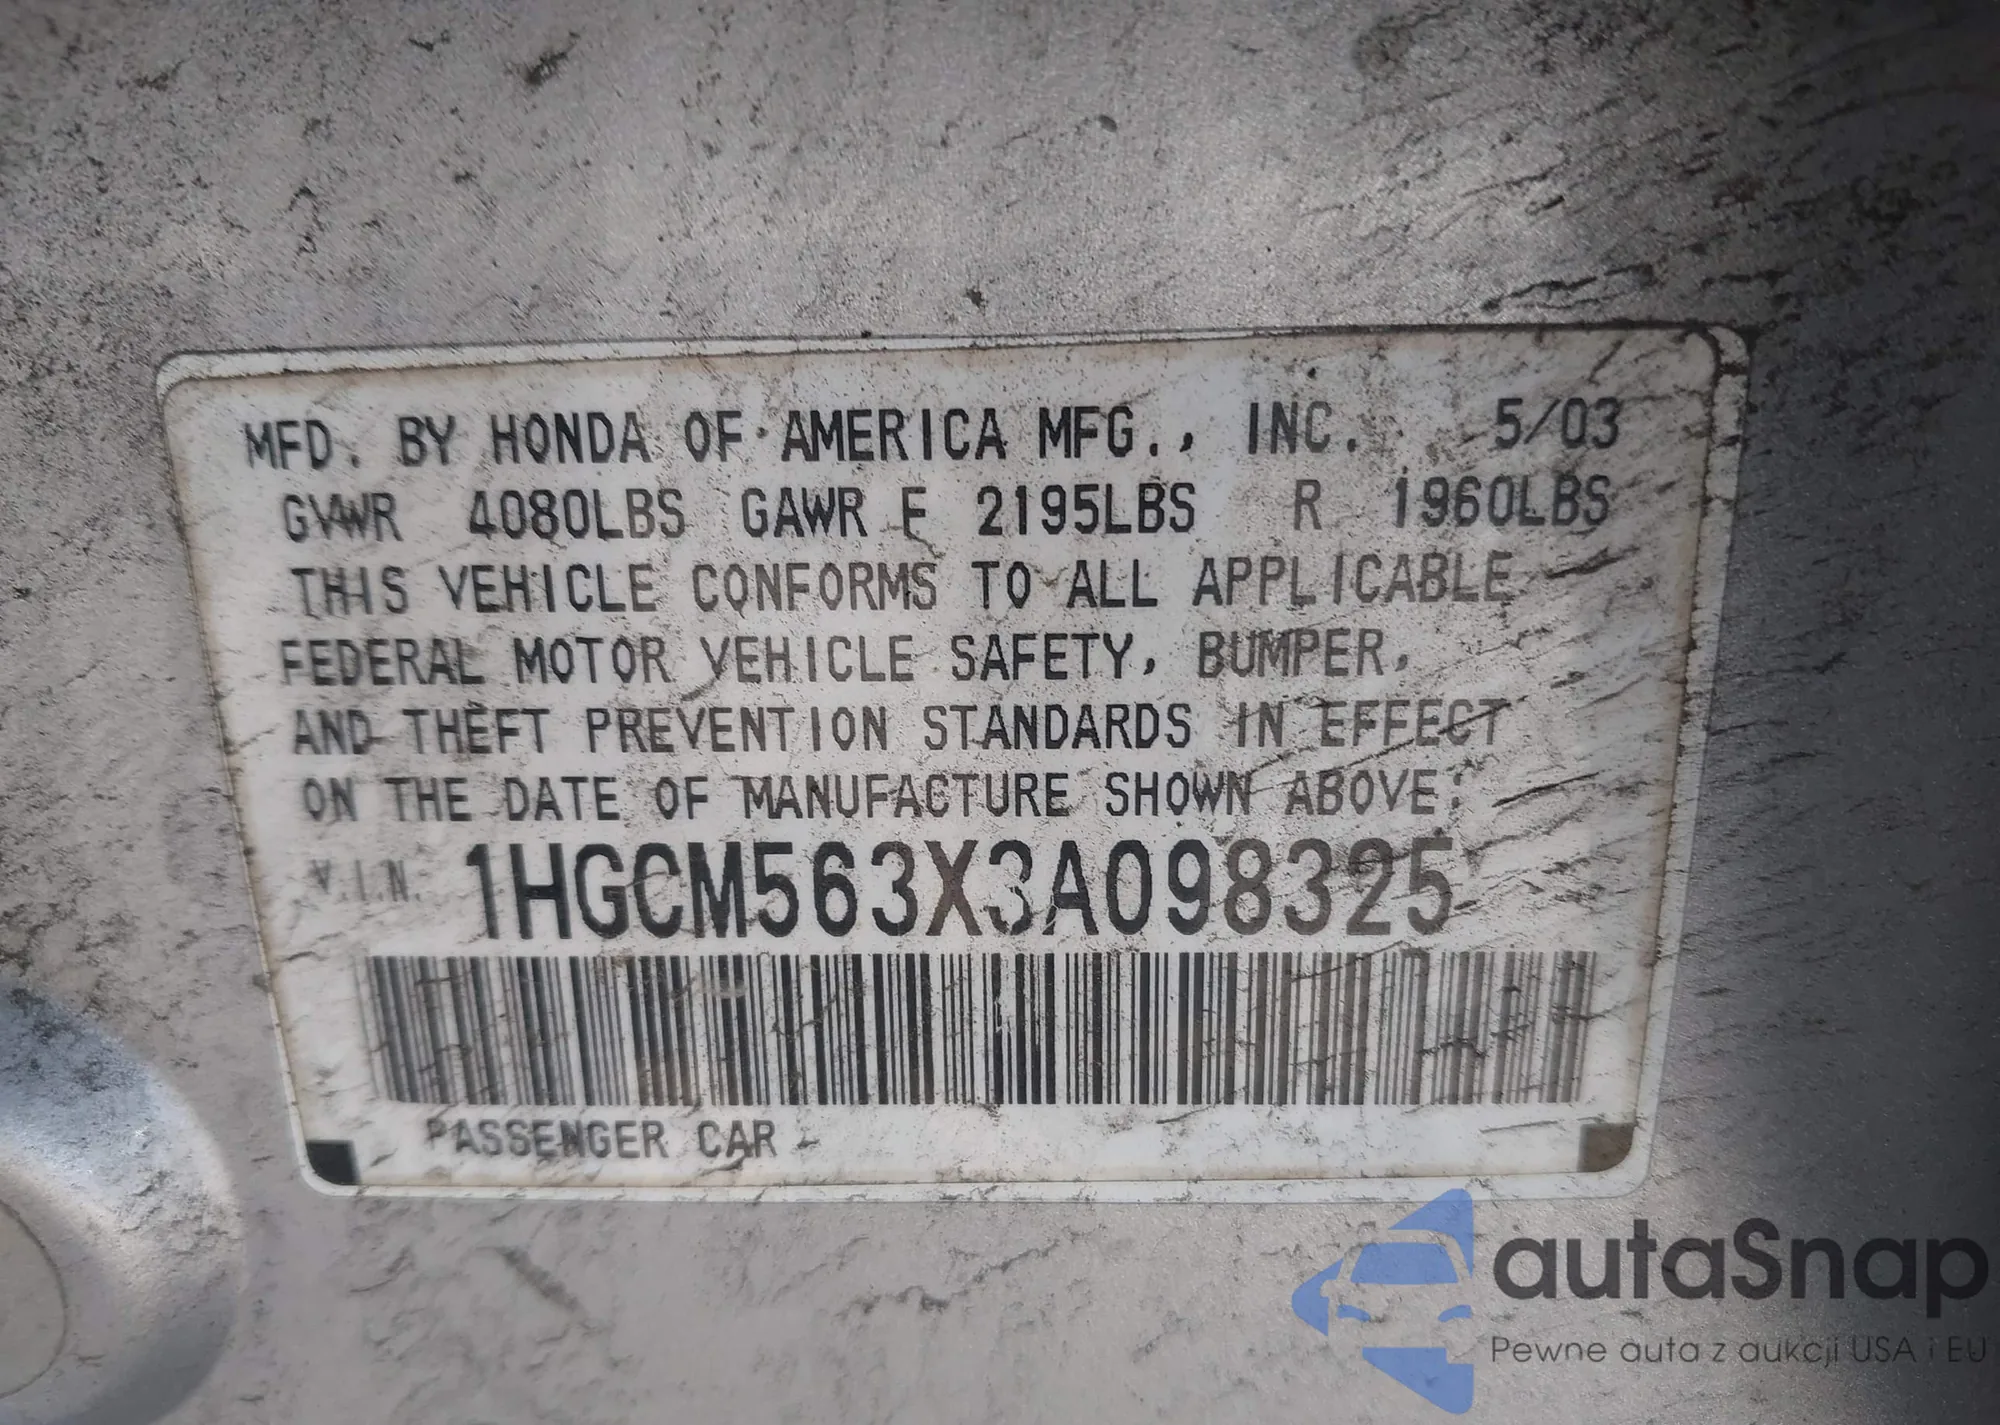 MFD. BY HONDA OF AMERICA MFG., INC. 5/03
GVWR 4080LBS GAWR F 2195LBS R 1960LBS
THIS VEHICLE CONFORMS TO ALL APPLICABLE
FEDERAL MOTOR VEHICLE SAFETY, BUMPER,
AND THEFT PREVENTION STANDARDS IN EFFECT
ON THE DATE OF MANUFACTURE SHOWN ABOVE.
V.I.N. 1HGCM563X3A098325
PASSENGER CAR
autaSnap
Pewne auta z aukcji USA i EU